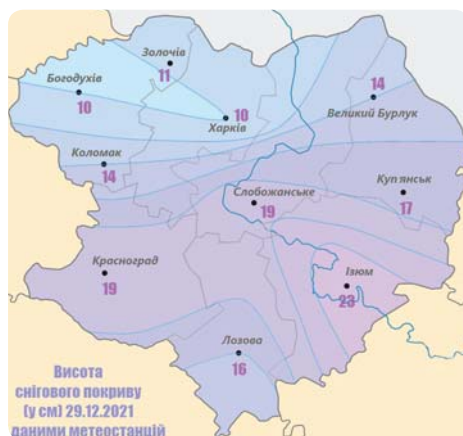 Золочів
11
Богодухів
10
10
Харків
14
Великий Бурлук
Коломак
14
Слобожанське
19
Куп'янськ
17
Красноград
19
Ізюм
23
Лозова
16
Висота
снігового покриву
(у см) 29.12.2021
даними метеостанцій